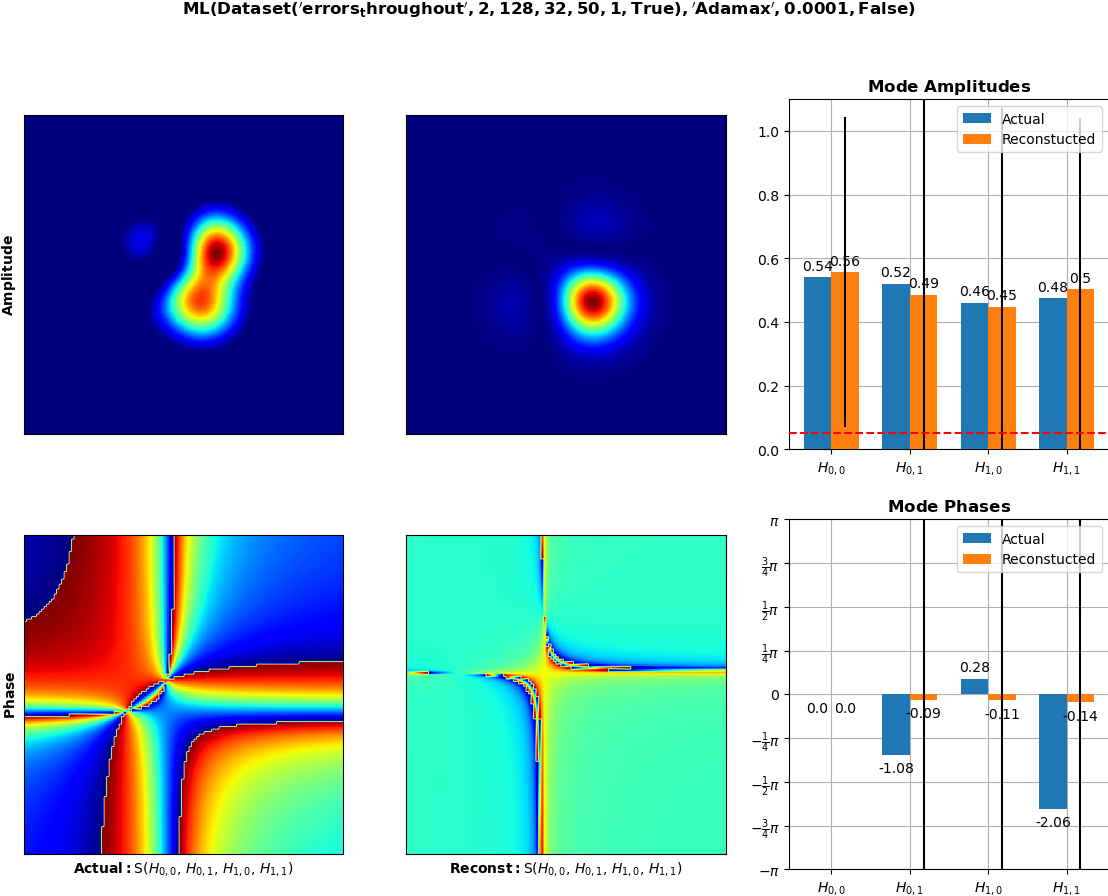 ML(Dataset('errors_throughout', 2, 128, 32, 50, 1, True), 'Adamax', 0.0001, False)
Mode Amplitudes
Amplitude
1.0
0.8
0.6
0.4
0.2
0.0
Actual
Reconstucted
0.54
0.56
0.52
0.49
0.46
0.45
0.48
0.5
H0,0
H0,1
H1,0
H1,1
Mode Phases
Phase
π
3/4π
1/2π
1/4π
0
−1/4π
−1/2π
−3/4π
−π
Actual
Reconstucted
0.0
0.0
-1.08
-0.09
0.28
-0.11
-2.06
-0.14
H0,0
H0,1
H1,0
H1,1
Actual: S(H0,0, H0,1, H1,0, H1,1)
Reconst: S(H0,0, H0,1, H1,0, H1,1)